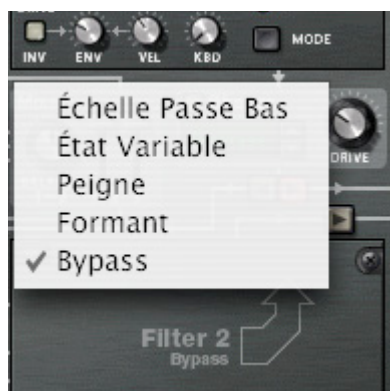 INV ENV VEL KBD MODE
Échelle Passe Bas
État Variable
Peigne
Formant
✓ Bypass
DRIVE
Filter 2
Bypass